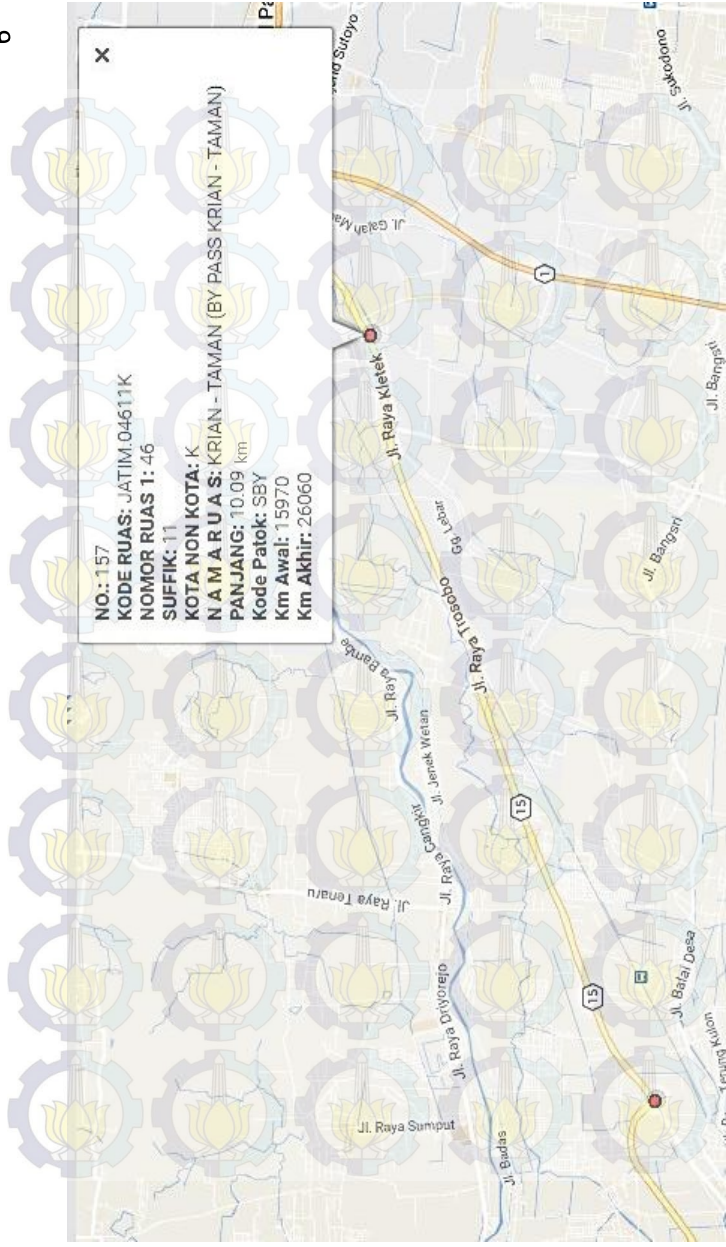 ×
NO.: 157
KODE RUAS: JATIM.04611K
NOMOR RUAS 1: 46
SUFFIK: 11
KOTA NON KOTA: K
N A M A R U A S: KRIAN - TAMAN (BY PASS KRIAN - TAMAN)
PANJANG: 10.09 km
Kode Patok: SBY
Km Awal: 15970
Km Akhir: 26060
Jl. Sukodono
Jl. Gajah
1
Jl. Raya Kletek
Jl. Bangsri
Gg Lebar
Jl. Bangsri
Jl. Raya Trosobo
Jl. Raya Bambe
Jl. Jenek Wetan
15
Jl. Raya Cangkir
Jl. Raya Tenaru
Jl. Raya Driyorejo
15
Jl. Raya Sumput
Jl. Badas
Kulon